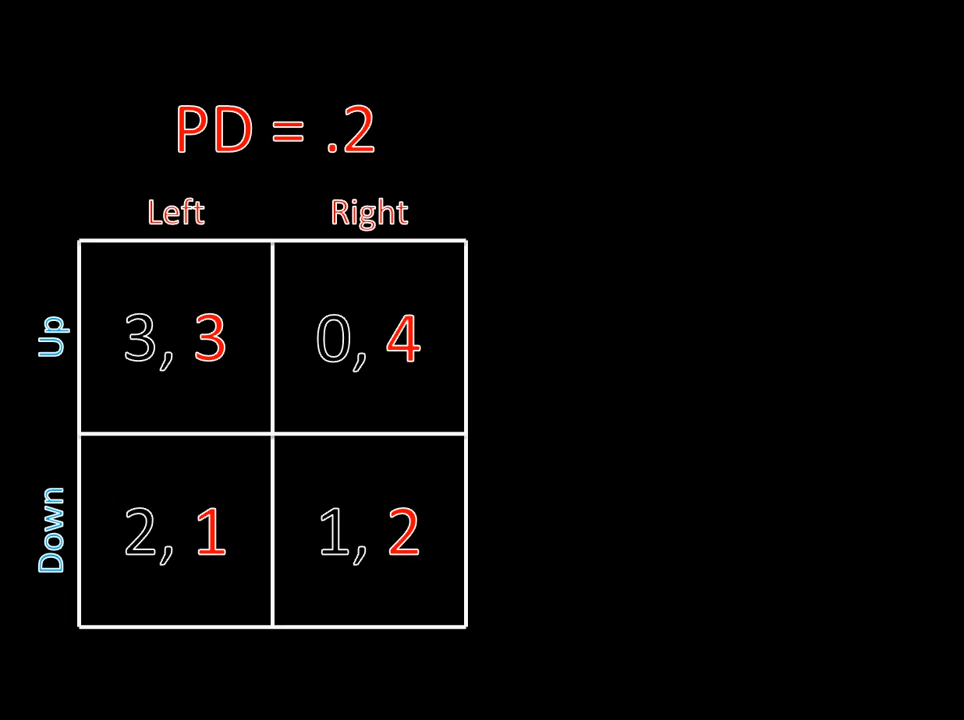 PD = .2
Left Right
Up 3, 3 0, 4
Down 2, 1 1, 2